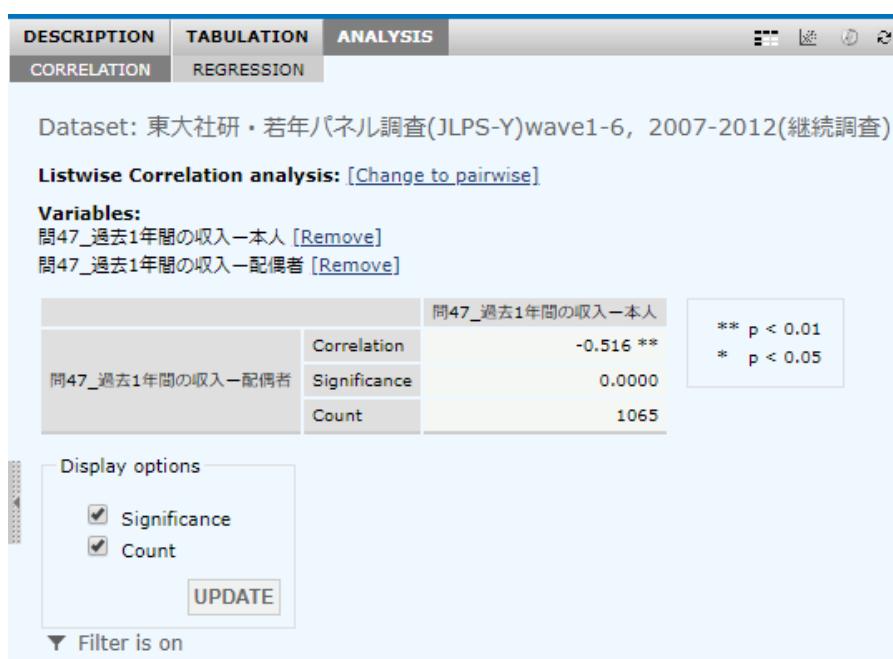 DESCRIPTION TABULATION ANALYSIS
CORRELATION REGRESSION
Dataset: 東大社研・若年パネル調査(JLPS-Y)wave1-6, 2007-2012(継続調査)
Listwise Correlation analysis: [Change to pairwise]
Variables:
問47_過去1年間の収入ー本人 [Remove]
問47_過去1年間の収入ー配偶者 [Remove]
問47_過去1年間の収入ー本人
問47_過去1年間の収入ー配偶者
Correlation -0.516 **
Significance 0.0000
Count 1065
** p < 0.01
* p < 0.05
Display options
Significance
Count
UPDATE
Filter is on